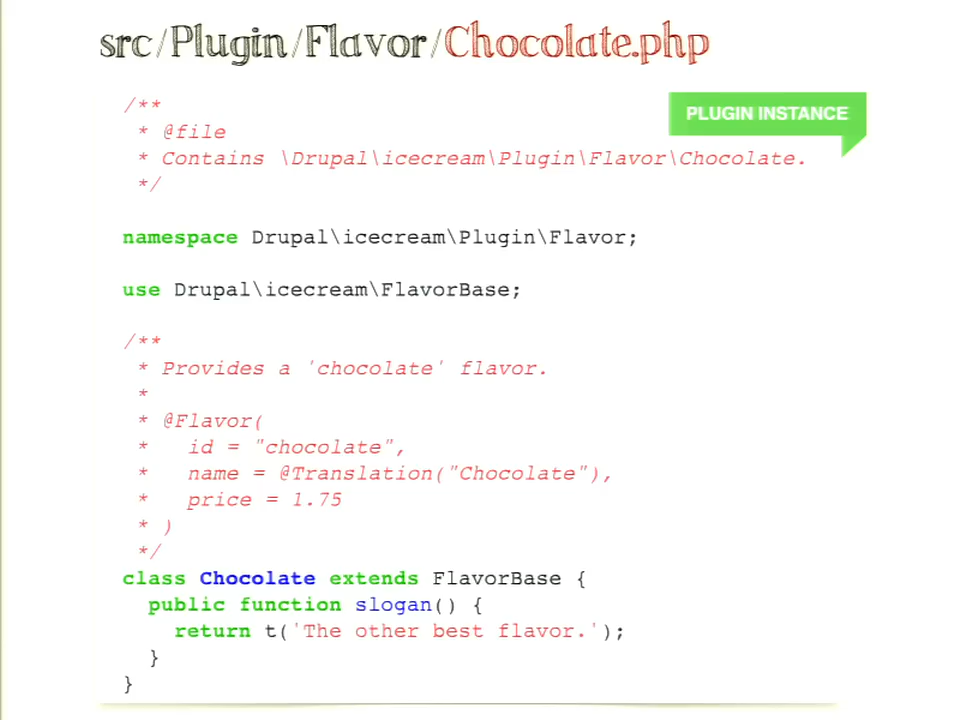 src/Plugin/Flavor/Chocolate.php
PLUGIN INSTANCE
/**
 * @file
 * Contains \Drupal\icecream\Plugin\Flavor\Chocolate.
 */
namespace Drupal\icecream\Plugin\Flavor;
use Drupal\icecream\FlavorBase;
/**
 * Provides a 'chocolate' flavor.
 *
 * @Flavor(
 *   id = "chocolate",
 *   name = @Translation("Chocolate"),
 *   price = 1.75
 * )
 */
class Chocolate extends FlavorBase {
  public function slogan() {
    return t('The other best flavor.');
  }
}